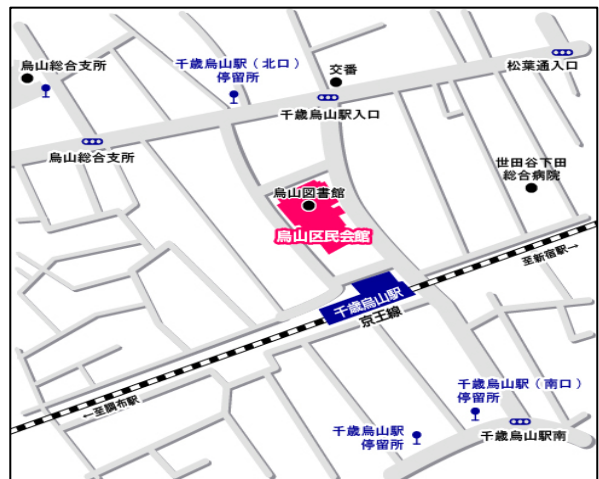 烏山総合支所
千歳烏山駅（北口）
停留所
交番
松葉通入口
千歳烏山駅入口
烏山総合支所
世田谷下田
総合病院
烏山図書館
烏山区民会館
至新宿駅→
千歳烏山駅
京王線
←至調布駅
千歳烏山駅（南口）
停留所
千歳烏山駅
停留所
千歳烏山駅南